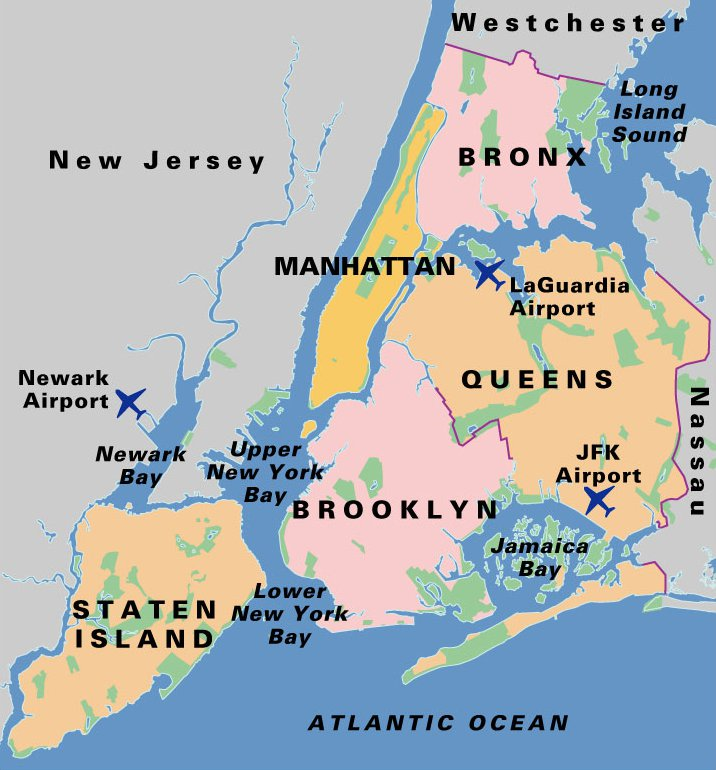 Westchester
Long
Island
Sound
New Jersey
BRONX
MANHATTAN
LaGuardia
Airport
Newark
Airport
QUEENS
Nassau
Newark
Bay
Upper
New York
Bay
JFK
Airport
BROOKLYN
Jamaica
Bay
STATEN
ISLAND
Lower
New York
Bay
ATLANTIC OCEAN